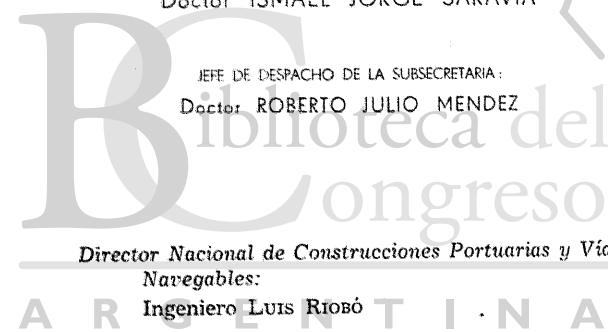 Doctor ISMAEL JORGE SARAVIA
JEFE DE DESPACHO DE LA SUBSECRETARIA:
Doctor ROBERTO JULIO MENDEZ
Biblioteca del
Congreso
Director Nacional de Construcciones Portuarias y Vía
Navegables:
Ingeniero LUIS RIOBÓ
ARGENTINA